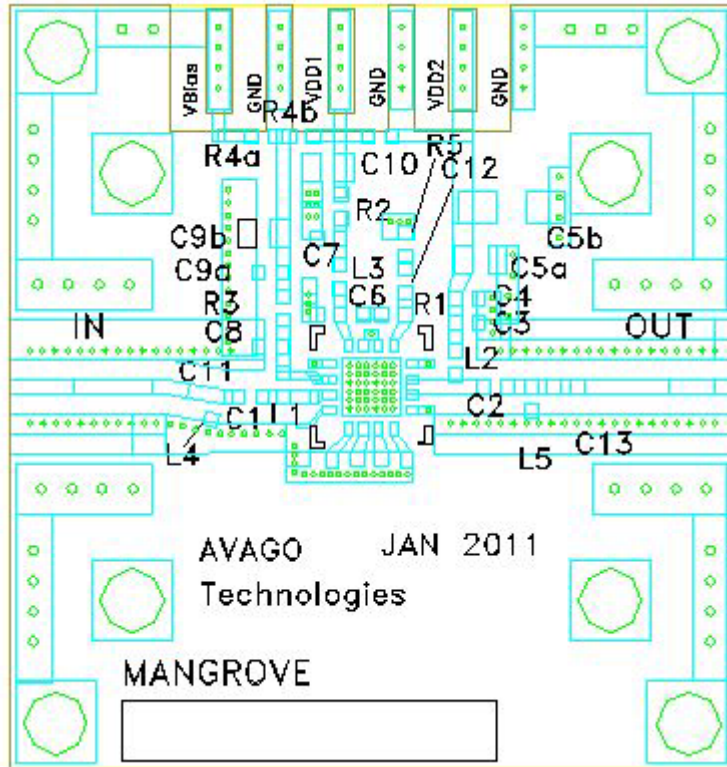 VBias
GND
VDD1
GND
VDD2
GND
R4b
R4a
C10
R5
C12
R2
C9b
C7
C5b
C9a
L3
C5a
R3
C6
R1
C4
IN
C8
C3
OUT
C11
L2
C1
L1
C2
L4
L5
C13
AVAGO
JAN 2011
Technologies
MANGROVE